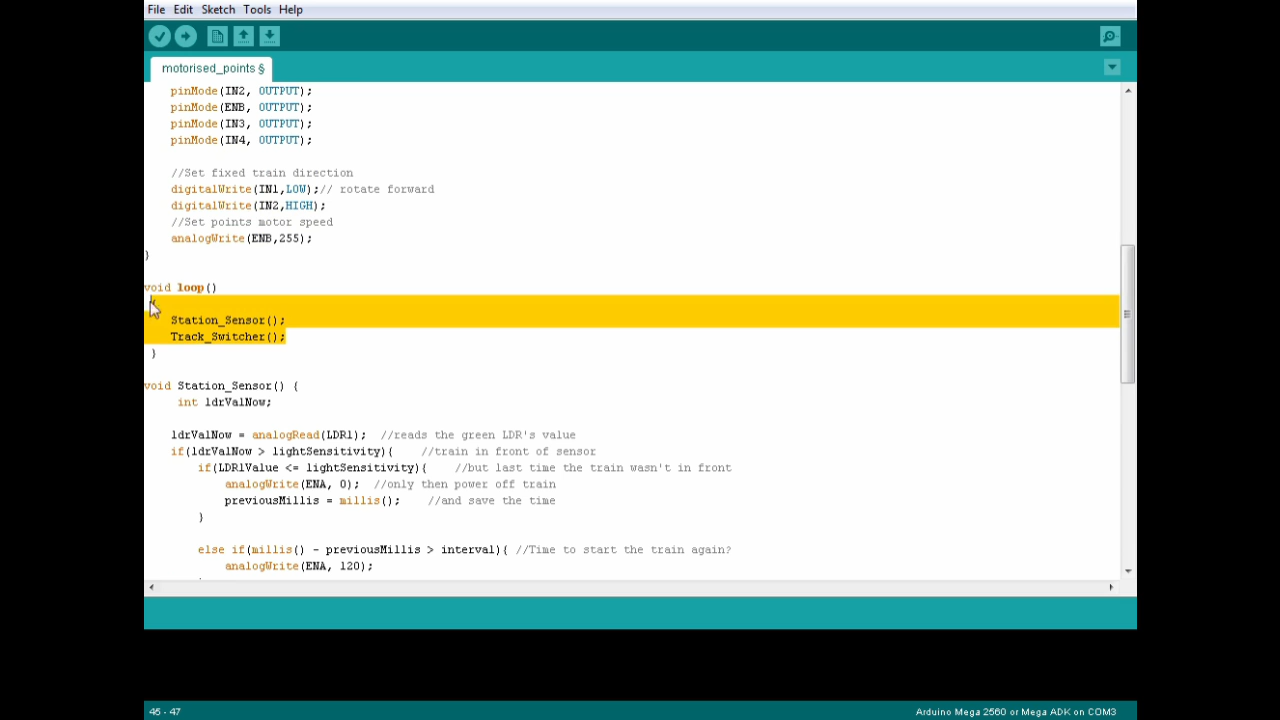 File Edit Sketch Tools Help
motorised_points §
pinMode(IN2, OUTPUT);
pinMode(ENB, OUTPUT);
pinMode(IN3, OUTPUT);
pinMode(IN4, OUTPUT);
//Set fixed train direction
digitalWrite(IN1,LOW);// rotate forward
digitalWrite(IN2,HIGH);
//Set points motor speed
analogWrite(ENB,255);
}
void loop()
Station_Sensor();
Track_Switcher();
}
void Station_Sensor() {
int ldrValNow;
ldrValNow = analogRead(LDR1); //reads the green LDR's value
if(ldrValNow > lightSensitivity){ //train in front of sensor
if(LDR1Value <= lightSensitivity){ //but last time the train wasn't in front
analogWrite(ENA, 0); //only then power off train
previousMillis = millis(); //and save the time
}
else if(millis() - previousMillis > interval){ //Time to start the train again?
analogWrite(ENA, 120);
45 - 47
Arduino Mega 2560 or Mega ADK on COM3